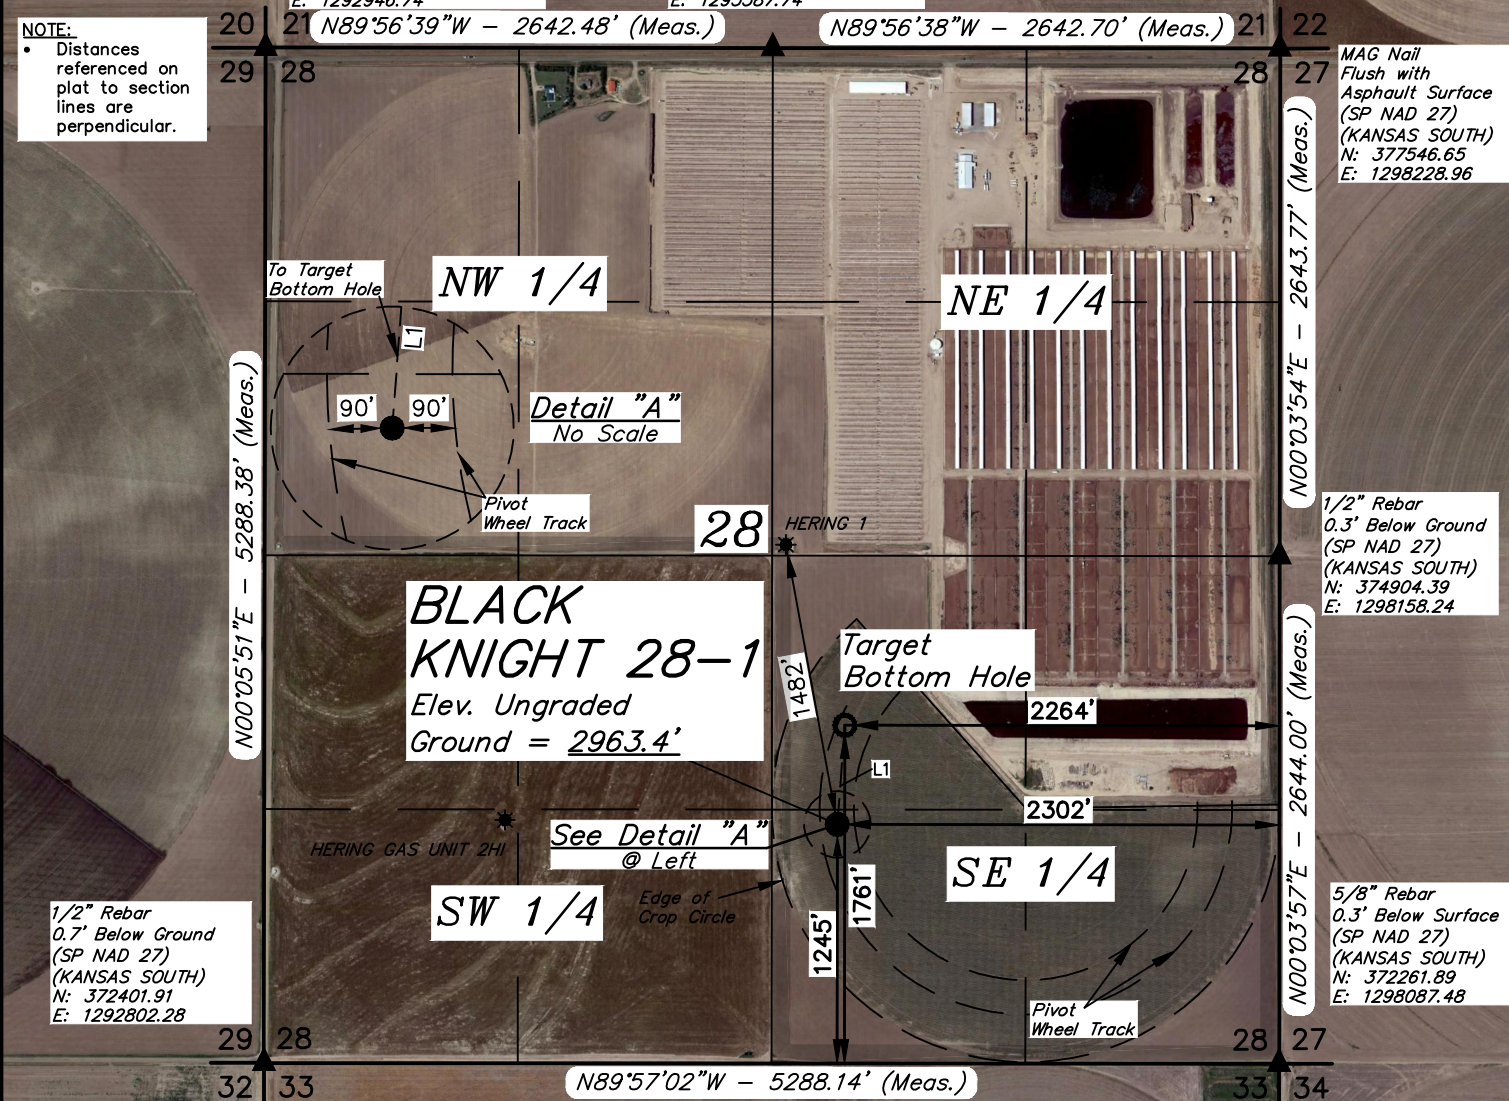 E: 1292946.74
E: 1295587.74
NOTE:
• Distances
referenced on
plat to section
lines are
perpendicular.
20 21
N89°56'39"W - 2642.48' (Meas.)
N89°56'38"W - 2642.70' (Meas.)
21 22
29 28
28 27
MAG Nail
Flush with
Asphault Surface
(SP NAD 27)
(KANSAS SOUTH)
N: 377546.65
E: 1298228.96
N00°03'54"E - 2643.77' (Meas.)
To Target
Bottom Hole
NW 1/4
NE 1/4
L1
90' 90'
Detail "A"
No Scale
Pivot
Wheel Track
N00°05'51"E - 5288.38' (Meas.)
28
HERING 1
1/2" Rebar
0.3' Below Ground
(SP NAD 27)
(KANSAS SOUTH)
N: 374904.39
E: 1298158.24
BLACK
KNIGHT 28-1
Elev. Ungraded
Ground = 2963.4'
Target
Bottom Hole
1482'
2264'
L1
2302'
N00°03'57"E - 2644.00' (Meas.)
HERING GAS UNIT 2HI
See Detail "A"
@ Left
SW 1/4
Edge of
Crop Circle
SE 1/4
1761'
1245'
1/2" Rebar
0.7' Below Ground
(SP NAD 27)
(KANSAS SOUTH)
N: 372401.91
E: 1292802.28
5/8" Rebar
0.3' Below Surface
(SP NAD 27)
(KANSAS SOUTH)
N: 372261.89
E: 1298087.48
Pivot
Wheel Track
29 28
28 27
32 33
N89°57'02"W - 5288.14' (Meas.)
33 34